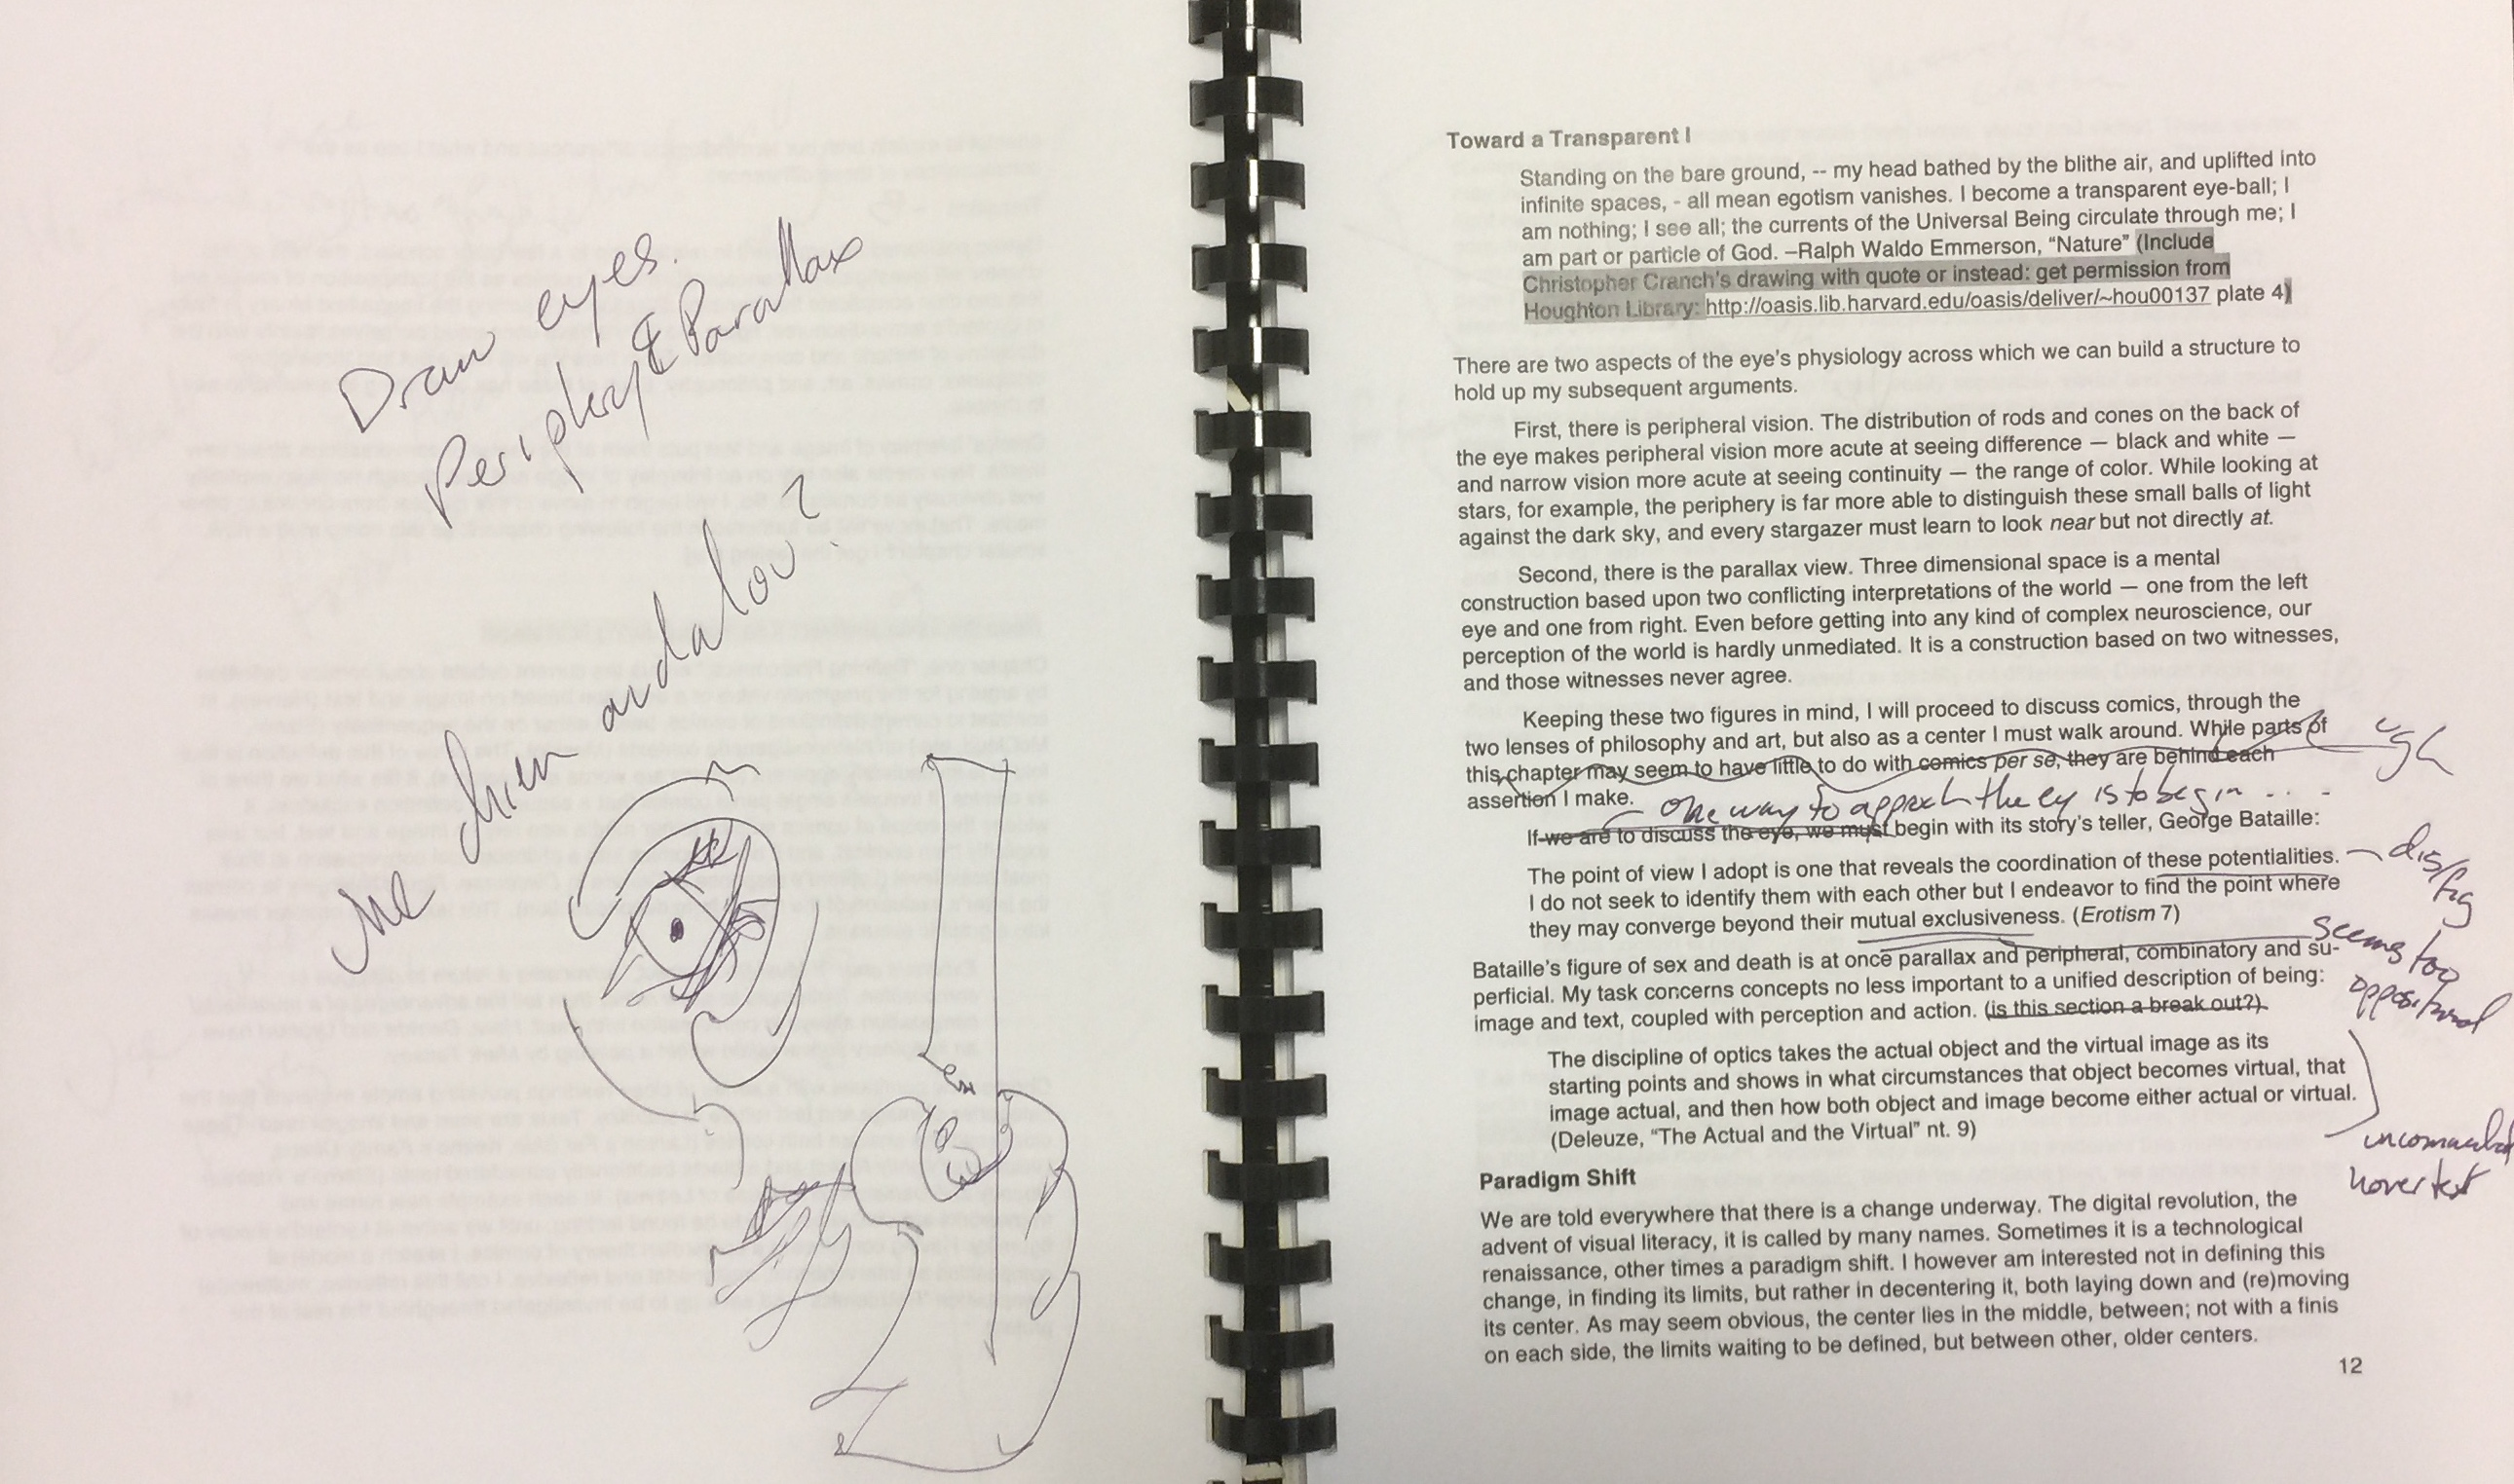 Draw eyes.
Periphery & Parallax
chien andalou?
Toward a Transparent I
Standing on the bare ground, -- my head bathed by the blithe air, and uplifted into
infinite spaces, - all mean egotism vanishes. I become a transparent eye-ball; I
am nothing; I see all; the currents of the Universal Being circulate through me; I
am part or particle of God. –Ralph Waldo Emmerson, “Nature” (Include
Christopher Cranch's drawing with quote or instead: get permission from
Houghton Library: http://oasis.lib.harvard.edu/oasis/deliver/~hou00137 plate 4)
There are two aspects of the eye's physiology across which we can build a structure to
hold up my subsequent arguments.
First, there is peripheral vision. The distribution of rods and cones on the back of
the eye makes peripheral vision more acute at seeing difference — black and white —
and narrow vision more acute at seeing continuity — the range of color. While looking at
stars, for example, the periphery is far more able to distinguish these small balls of light
against the dark sky, and every stargazer must learn to look near but not directly at.
Second, there is the parallax view. Three dimensional space is a mental
construction based upon two conflicting interpretations of the world — one from the left
eye and one from right. Even before getting into any kind of complex neuroscience, our
perception of the world is hardly unmediated. It is a construction based on two witnesses,
and those witnesses never agree.
Keeping these two figures in mind, I will proceed to discuss comics, through the
two lenses of philosophy and art, but also as a center I must walk around. While parts of
this chapter may seem to have little to do with comics per se, they are behind each
ugh
assertion I make.
one way to approch the ey is to begin . . .
If we are to discuss the eye, we must begin with its story's teller, George Bataille:
The point of view I adopt is one that reveals the coordination of these potentialities.
dis/fig
I do not seek to identify them with each other but I endeavor to find the point where
they may converge beyond their mutual exclusiveness. (Erotism 7)
seems too
oppositional
Bataille's figure of sex and death is at once parallax and peripheral, combinatory and su-
perficial. My task concerns concepts no less important to a unified description of being:
image and text, coupled with perception and action. (is this section a break out?).
The discipline of optics takes the actual object and the virtual image as its
starting points and shows in what circumstances that object becomes virtual, that
image actual, and then how both object and image become either actual or virtual.
(Deleuze, “The Actual and the Virtual” nt. 9)
hover text
Paradigm Shift
We are told everywhere that there is a change underway. The digital revolution, the
advent of visual literacy, it is called by many names. Sometimes it is a technological
renaissance, other times a paradigm shift. I however am interested not in defining this
change, in finding its limits, but rather in decentering it, both laying down and (re)moving
its center. As may seem obvious, the center lies in the middle, between; not with a finis
on each side, the limits waiting to be defined, but between other, older centers.
12